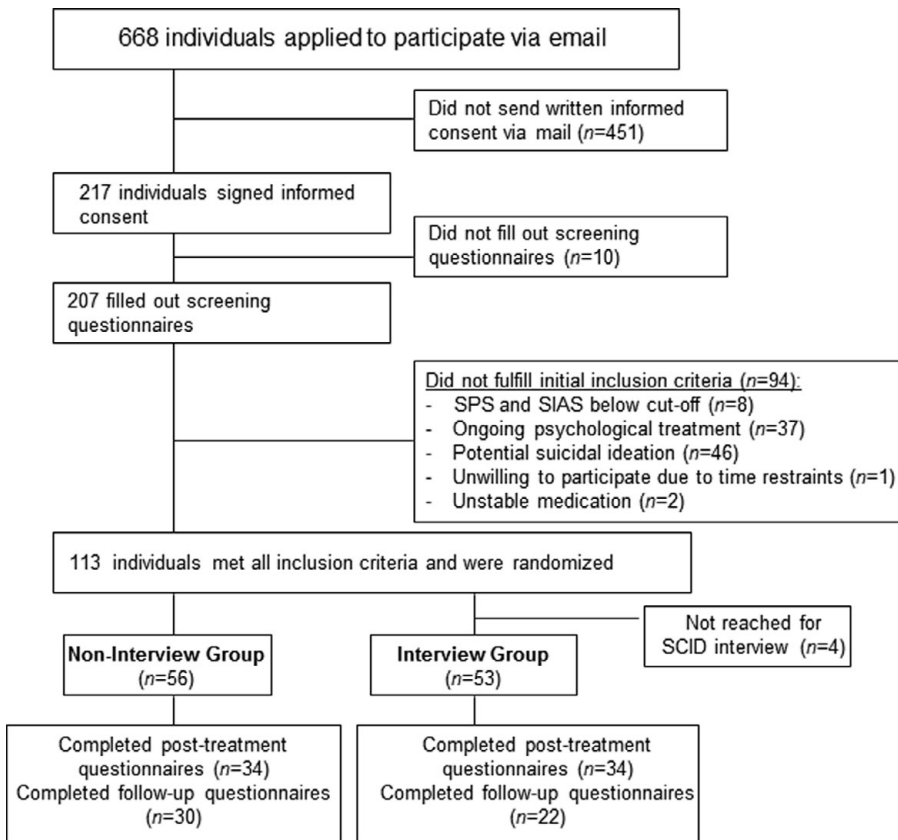 668 individuals applied to participate via email
Did not send written informed
consent via mail (n=451)
217 individuals signed informed
consent
Did not fill out screening
questionnaires (n=10)
207 filled out screening
questionnaires
Did not fulfill initial inclusion criteria (n=94):
- SPS and SIAS below cut-off (n=8)
- Ongoing psychological treatment (n=37)
- Potential suicidal ideation (n=46)
- Unwilling to participate due to time restraints (n=1)
- Unstable medication (n=2)
113 individuals met all inclusion criteria and were randomized
Not reached for
SCID interview (n=4)
Non-Interview Group
(n=56)
Interview Group
(n=53)
Completed post-treatment
questionnaires (n=34)
Completed follow-up questionnaires
(n=30)
Completed post-treatment
questionnaires (n=34)
Completed follow-up questionnaires
(n=22)